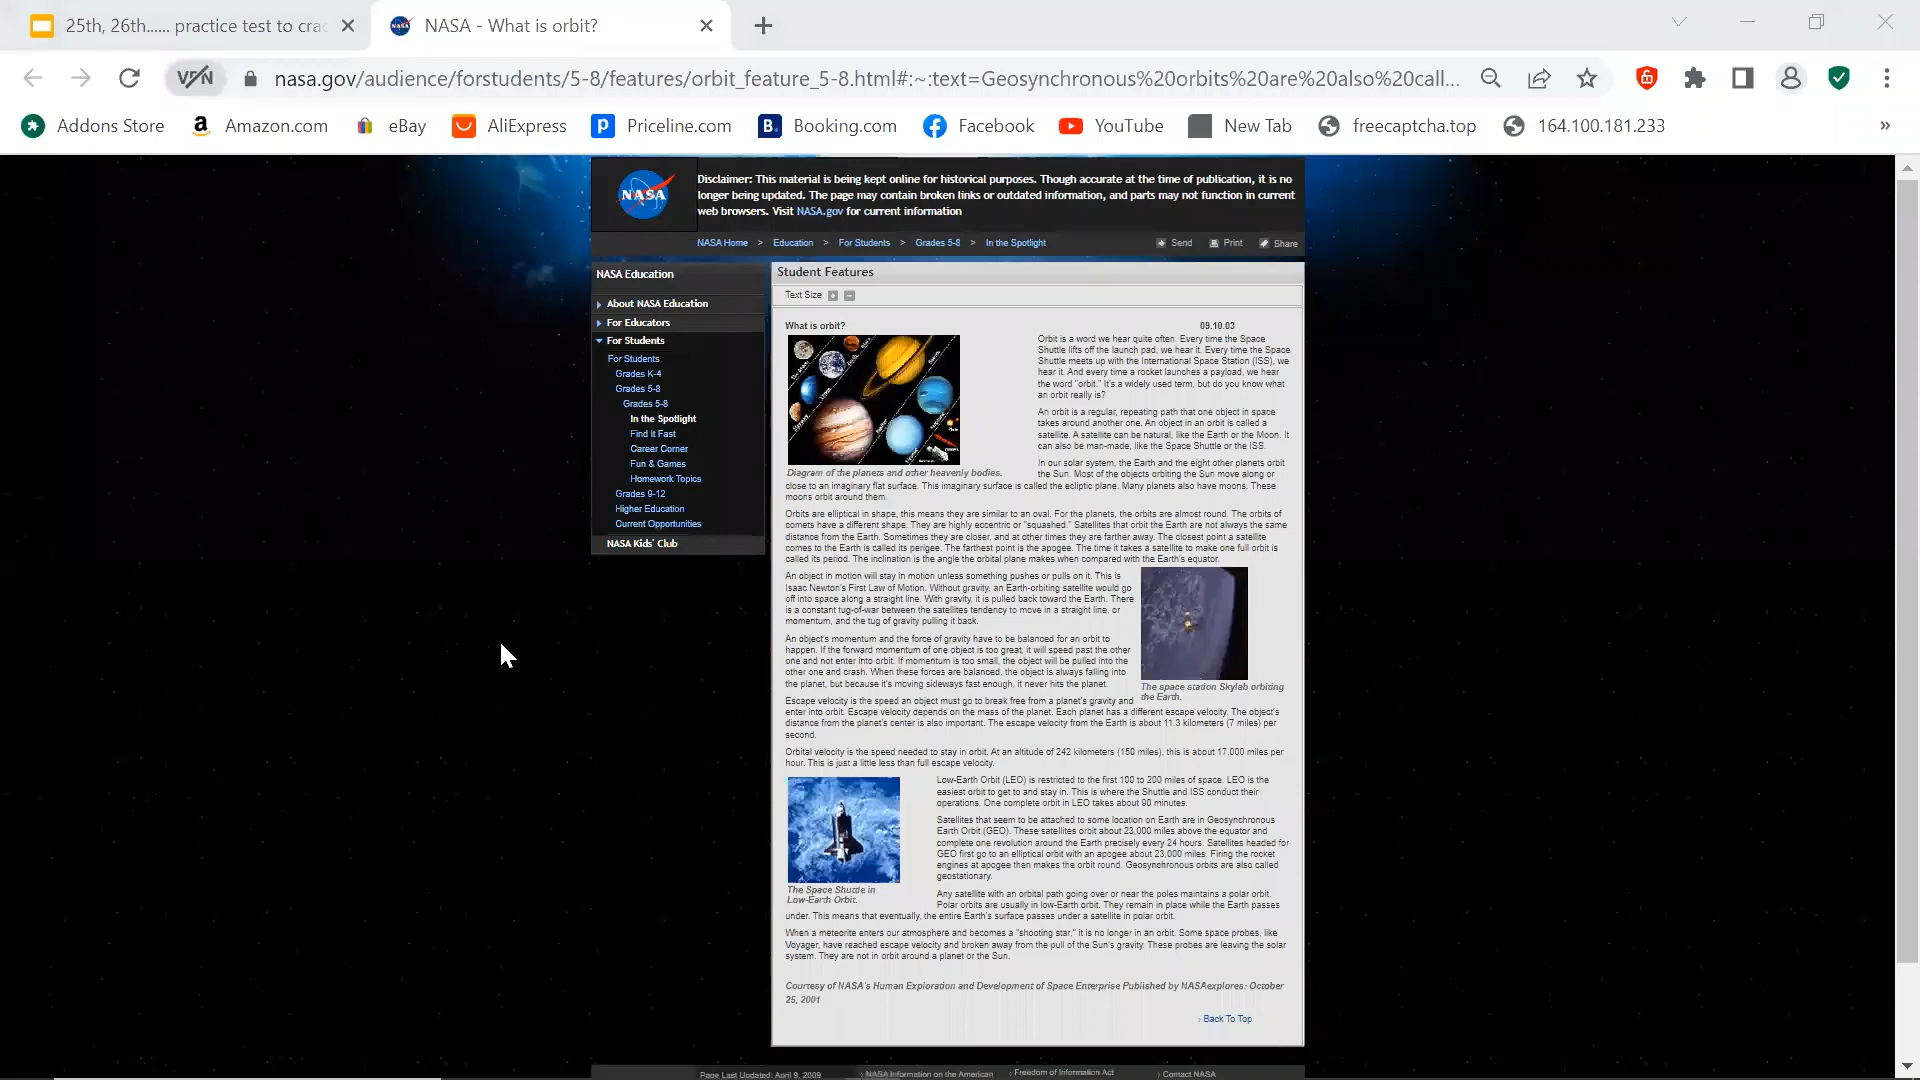 25th, 26th...... practice test to crac
NASA - What is orbit?
VPN
nasa.gov/audience/forstudents/5-8/features/orbit_feature_5-8.html#:~:text=Geosynchronous%20orbits%20are%20also%20call...
Addons Store
Amazon.com
eBay
AliExpress
Priceline.com
B.
Booking.com
Facebook
YouTube
New Tab
freecaptcha.top
164.100.181.233
»
NASA
Disclaimer: This material is being kept online for historical purposes. Though accurate at the time of publication, it is no
longer being updated. The page may contain broken links or outdated information, and parts may not function in current
web browsers. Visit NASA.gov for current information
NASA Home > Education > For Students > Grades 5-8 > In the Spotlight
Send
Print
Share
NASA Education
About NASA Education
For Educators
For Students
For Students
Grades K-4
Grades 5-8
Grades 5-8
In the Spotlight
Find It Fast
Career Corner
Fun & Games
Homework Topics
Grades 9-12
Higher Education
Current Opportunities
NASA Kids' Club
Student Features
Text Size
What is orbit?
09.10.03
Orbit is a word we hear quite often. Every time the Space
Shuttle lifts off the launch pad, we hear it. Every time the Space
Shuttle meets up with the International Space Station (ISS), we
hear it. And every time a rocket launches a payload, we hear
the word "orbit." It's a widely used term, but do you know what
an orbit really is?
An orbit is a regular, repeating path that one object in space
takes around another one. An object in an orbit is called a
satellite. A satellite can be natural, like the Earth or the Moon. It
can also be man-made, like the Space Shuttle or the ISS.
Diagram of the planets and other heavenly bodies.
In our solar system, the Earth and the eight other planets orbit
the Sun. Most of the objects orbiting the Sun move along or
close to an imaginary flat surface. This imaginary surface is called the ecliptic plane. Many planets also have moons. These
moons orbit around them.
Orbits are elliptical in shape, this means they are similar to an oval. For the planets, the orbits are almost round. The orbits of
comets have a different shape. They are highly eccentric or "squashed." Satellites that orbit the Earth are not always the same
distance from the Earth. Sometimes they are closer, and at other times they are farther away. The closest point a satellite
comes to the Earth is called its perigee. The farthest point is the apogee. The time it takes a satellite to make one full orbit is
called its period. The inclination is the angle the orbital plane makes when compared with the Earth's equator.
An object in motion will stay in motion unless something pushes or pulls on it. This is
Isaac Newton's First Law of Motion. Without gravity, an Earth-orbiting satellite would go
off into space along a straight line. With gravity, it is pulled back toward the Earth. There
is a constant tug-of-war between the satellites tendency to move in a straight line, or
momentum, and the tug of gravity pulling it back.
An object's momentum and the force of gravity have to be balanced for an orbit to
happen. If the forward momentum of one object is too great, it will speed past the other
one and not enter into orbit. If momentum is too small, the object will be pulled into the
other one and crash. When these forces are balanced, the object is always falling into
the planet, but because it's moving sideways fast enough, it never hits the planet.
The space station Skylab orbiting
the Earth.
Escape velocity is the speed an object must go to break free from a planet's gravity and
enter into orbit. Escape velocity depends on the mass of the planet. Each planet has a different escape velocity. The object's
distance from the planet's center is also important. The escape velocity from the Earth is about 11.3 kilometers (7 miles) per
second.
Orbital velocity is the speed needed to stay in orbit. At an altitude of 242 kilometers (150 miles), this is about 17,000 miles per
hour. This is just a little less than full escape velocity.
Low-Earth Orbit (LEO) is restricted to the first 100 to 200 miles of space. LEO is the
easiest orbit to get to and stay in. This is where the Shuttle and ISS conduct their
operations. One complete orbit in LEO takes about 90 minutes.
Satellites that seem to be attached to some location on Earth are in Geosynchronous
Earth Orbit (GEO). These satellites orbit about 23,000 miles above the equator and
complete one revolution around the Earth precisely every 24 hours. Satellites headed for
GEO first go to an elliptical orbit with an apogee about 23,000 miles. Firing the rocket
engines at apogee then makes the orbit round. Geosynchronous orbits are also called
geostationary.
The Space Shuttle in
Low-Earth Orbit.
Any satellite with an orbital path going over or near the poles maintains a polar orbit.
Polar orbits are usually in low-Earth orbit. They remain in place while the Earth passes
under. This means that eventually, the entire Earth's surface passes under a satellite in polar orbit.
When a meteorite enters our atmosphere and becomes a "shooting star," it is no longer in an orbit. Some space probes, like
Voyager, have reached escape velocity and broken away from the pull of the Sun's gravity. These probes are leaving the solar
system. They are not in orbit around a planet or the Sun.
Courtesy of NASA's Human Exploration and Development of Space Enterprise Published by NASAexplores: October
25, 2001
Back To Top
Page Last Updated: April 9, 2009
NASA Information on the American
Freedom of Information Act
Contact NASA